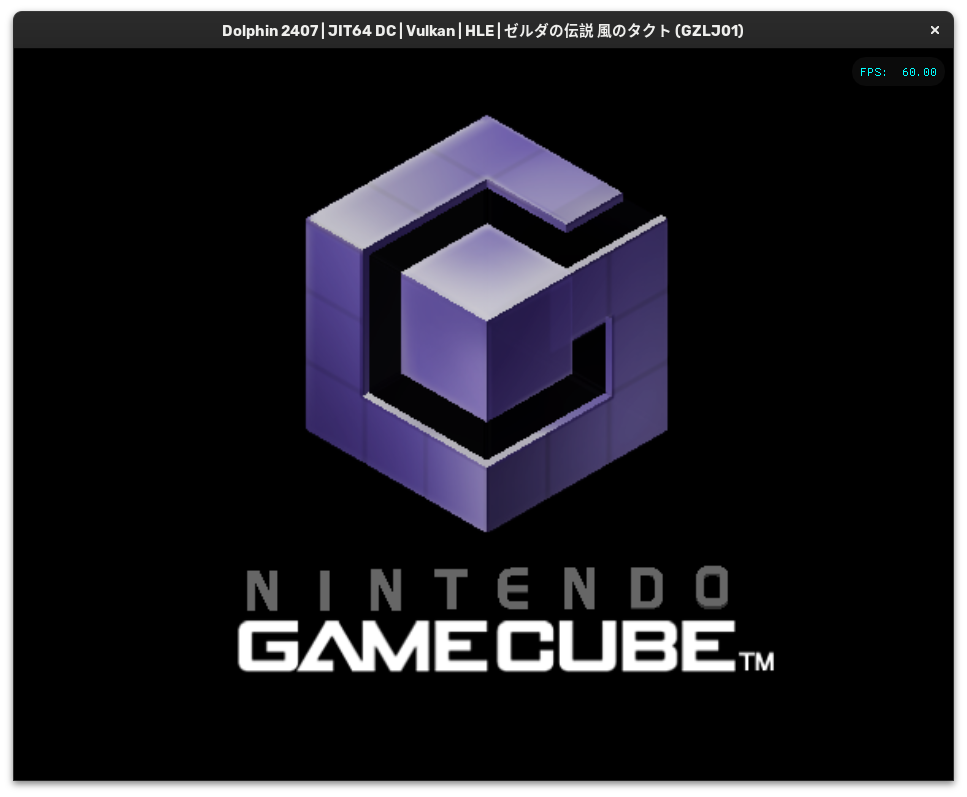 Dolphin 2407 | JIT64 DC | Vulkan | HLE | ゼルダの伝説 風のタクト (GZLJ01)
×
FPS: 60.00
NINTENDO
GAMECUBE™